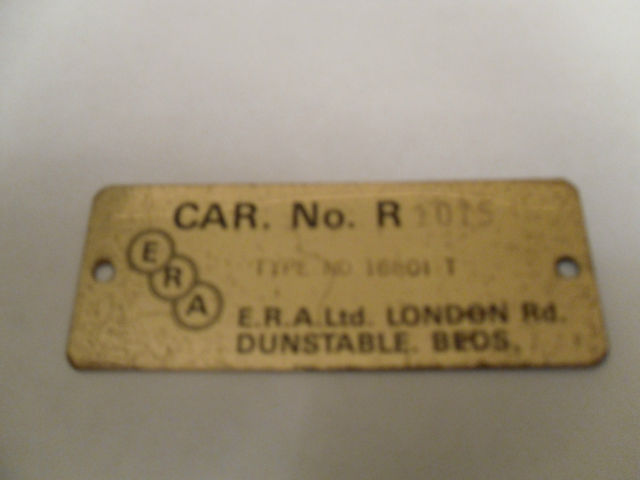 CAR. No. R 1015
TYPE NO 16801 T
E R A
E.R.A.Ltd. LONDON Rd.
DUNSTABLE. BEDS.